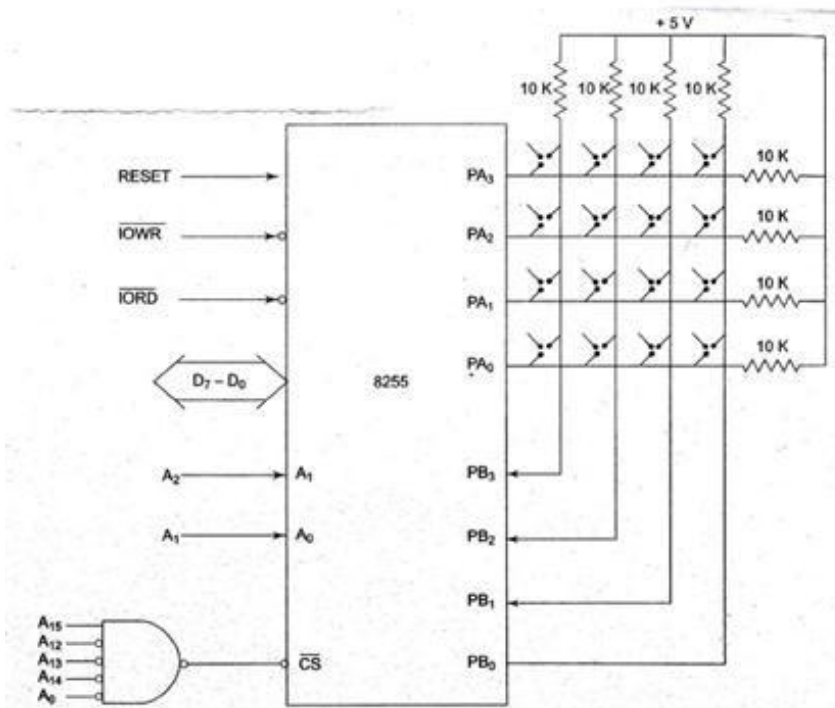 + 5 V
10 K 10 K 10 K 10 K
RESET
PA3
10 K
IOWR
PA2
10 K
IORD
PA1
10 K
PA0
10 K
D7 – D0
8255
A2 A1 PB3
A1 A0 PB2
PB1
A15
A12
A13 CS PB0
A14
A0